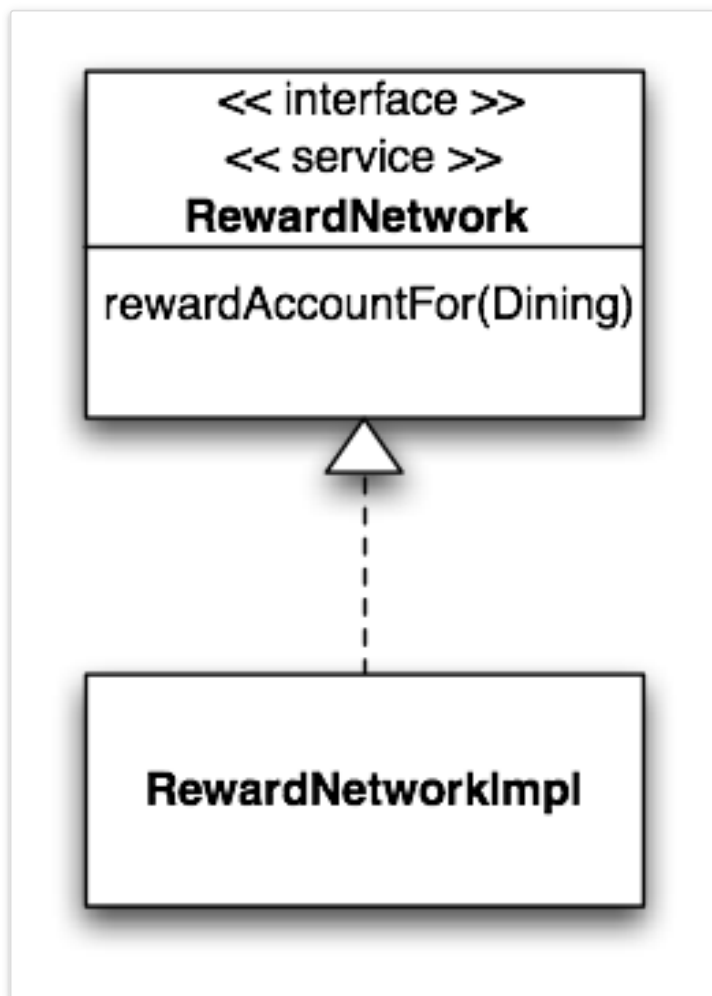 << interface >>
<< service >>
RewardNetwork
rewardAccountFor(Dining)
RewardNetworkImpl